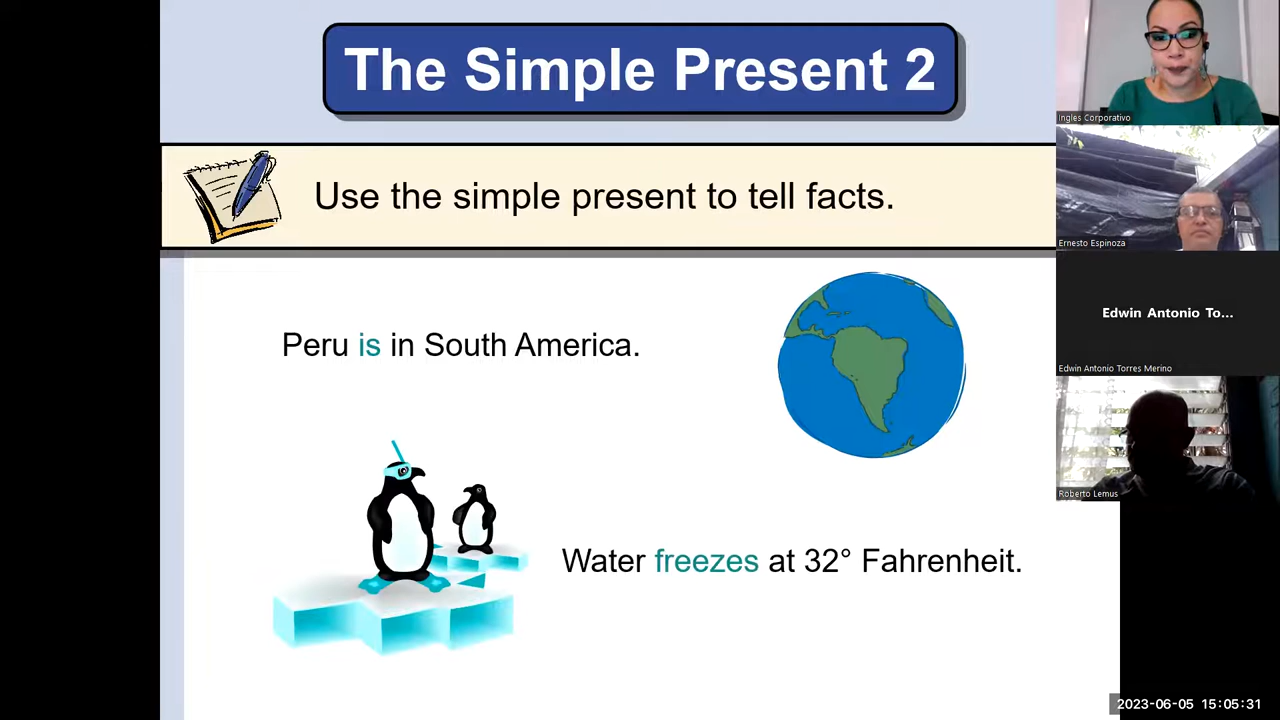 The Simple Present 2
Use the simple present to tell facts.
Peru is in South America.
Water freezes at 32° Fahrenheit.
Ingles Corporativo
Ernesto Espinoza
Edwin Antonio To...
Edwin Antonio Torres Merino
Roberto Lemus
2023-06-05 15:05:31